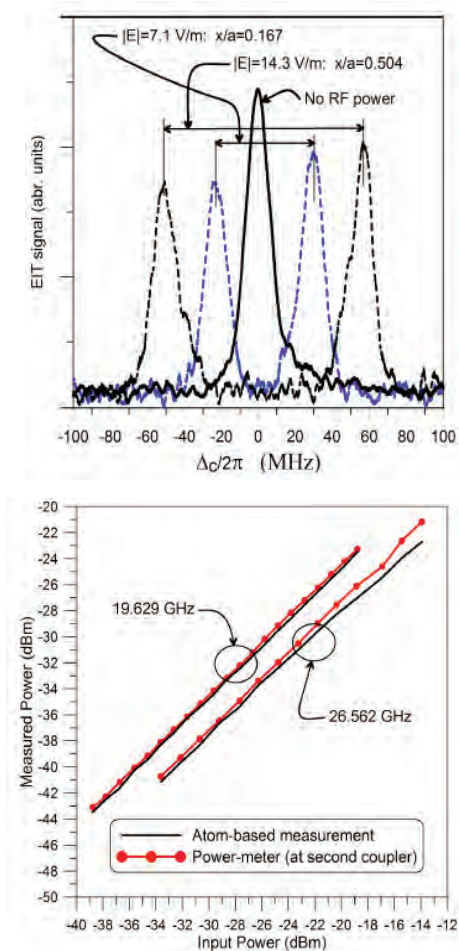 |E|=7.1 V/m: x/a=0.167
|E|=14.3 V/m: x/a=0.504
No RF power
EIT signal (abr. units)
-100 -80 -60 -40 -20 0 20 40 60 80 100
Δc/2π (MHz)
-20
-22
-24
-26
-28
-30
-32
-34
-36
-38
-40
-42
-44
-46
-48
-50
Measured Power (dBm)
19.629 GHz
26.562 GHz
Atom-based measurement
Power-meter (at second coupler)
-40 -38 -36 -34 -32 -30 -28 -26 -24 -22 -20 -18 -16 -14 -12
Input Power (dBm)